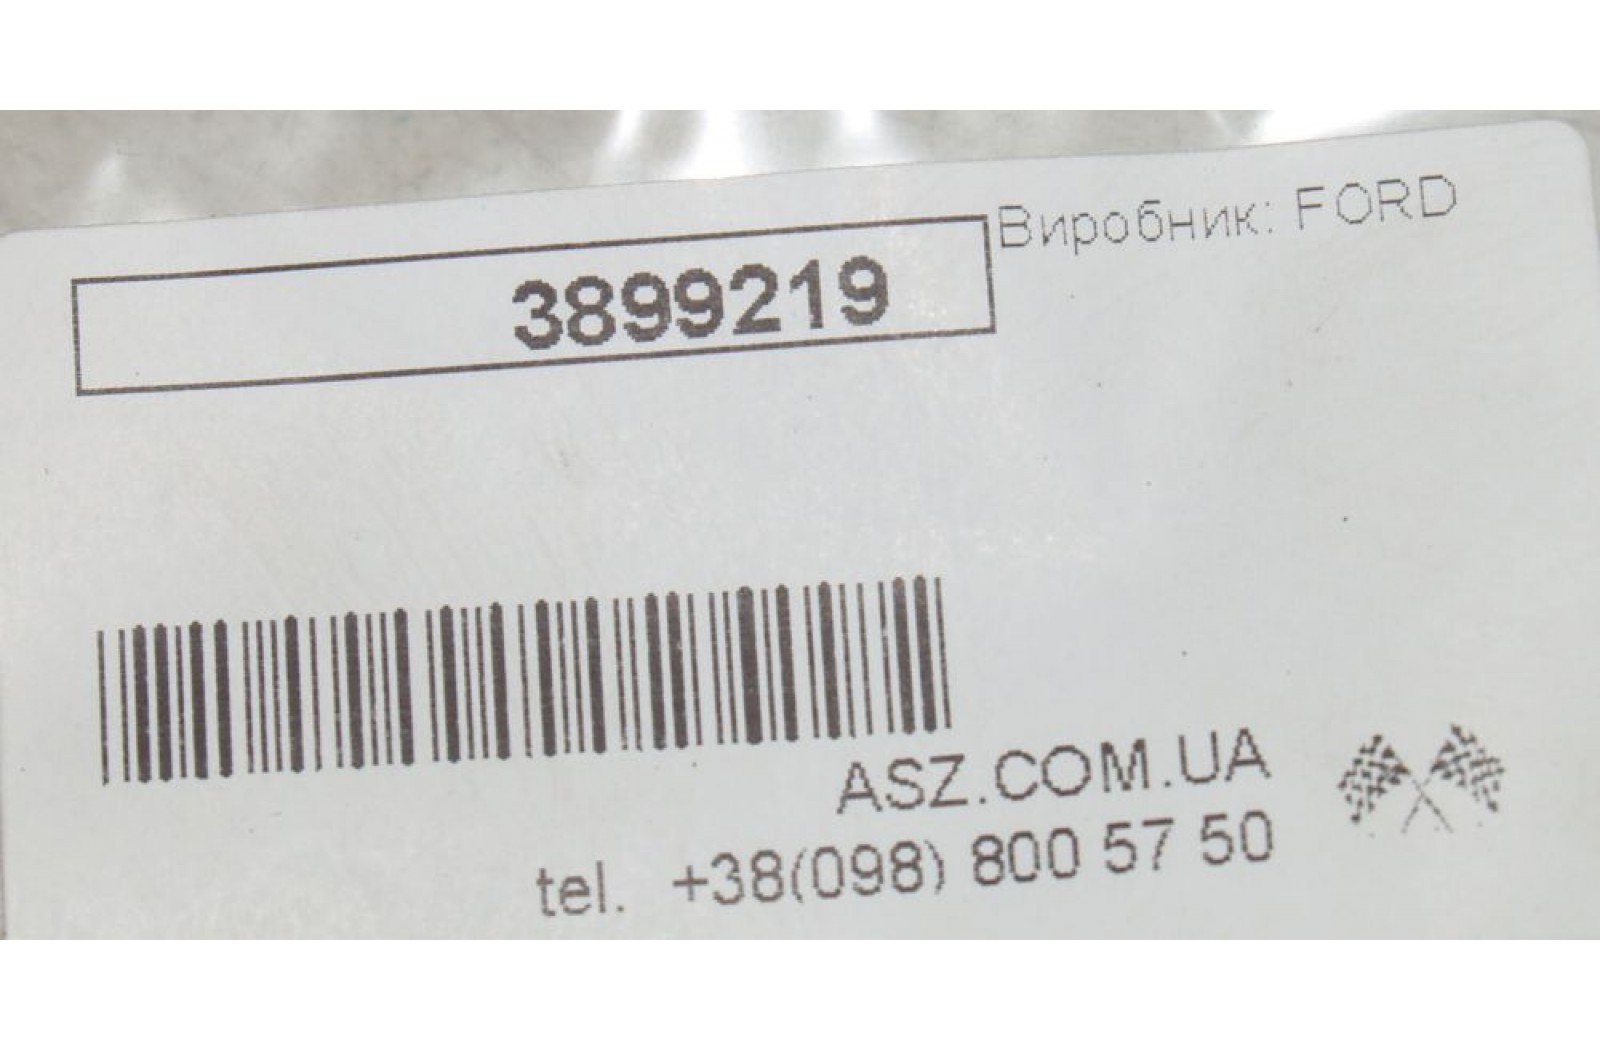 3899219
Виробник: FORD
ASZ.COM.UA
tel. +38(098) 800 57 50